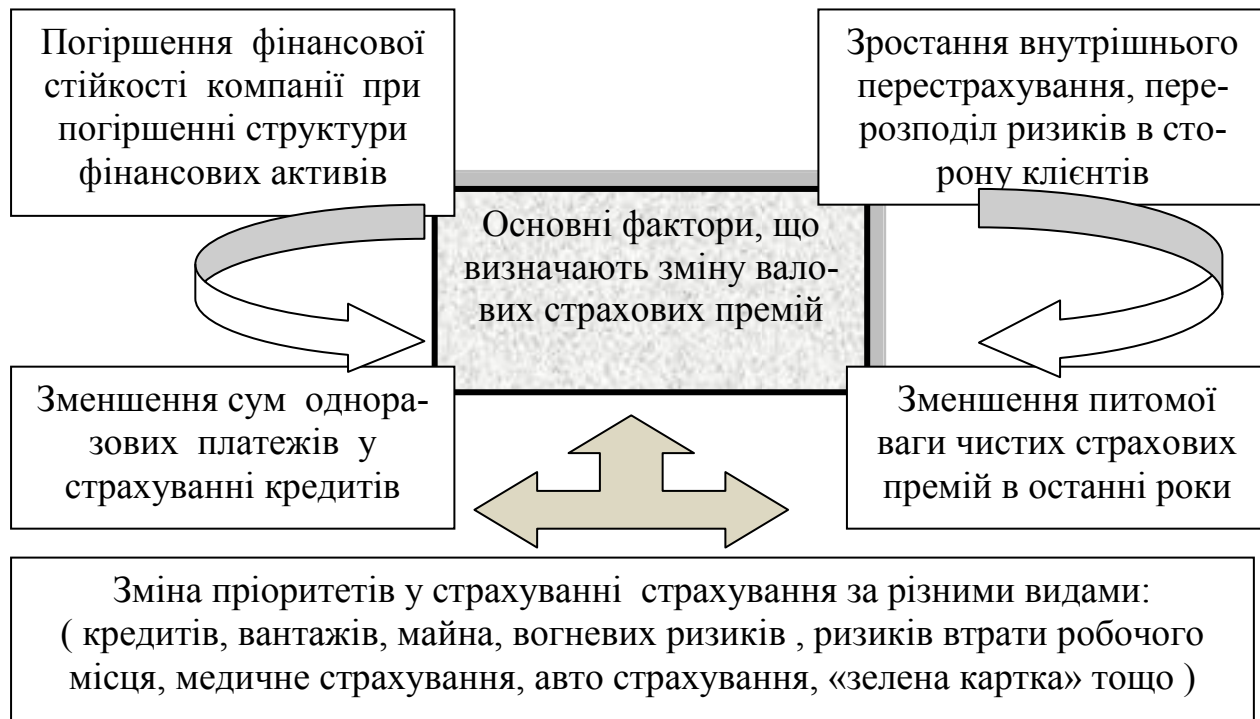 Погіршення фінансової
стійкості компанії при
погіршенні структури
фінансових активів
Зростання внутрішнього
перестрахування, пере-
розподіл ризиків в сто-
рону клієнтів
Основні фактори, що
визначають зміну вало-
вих страхових премій
Зменшення сум однора-
зових платежів у
страхуванні кредитів
Зменшення питомої
ваги чистих страхових
премій в останні роки
Зміна пріоритетів у страхуванні страхування за різними видами:
( кредитів, вантажів, майна, вогневих ризиків , ризиків втрати робочого
місця, медичне страхування, авто страхування, «зелена картка» тощо )